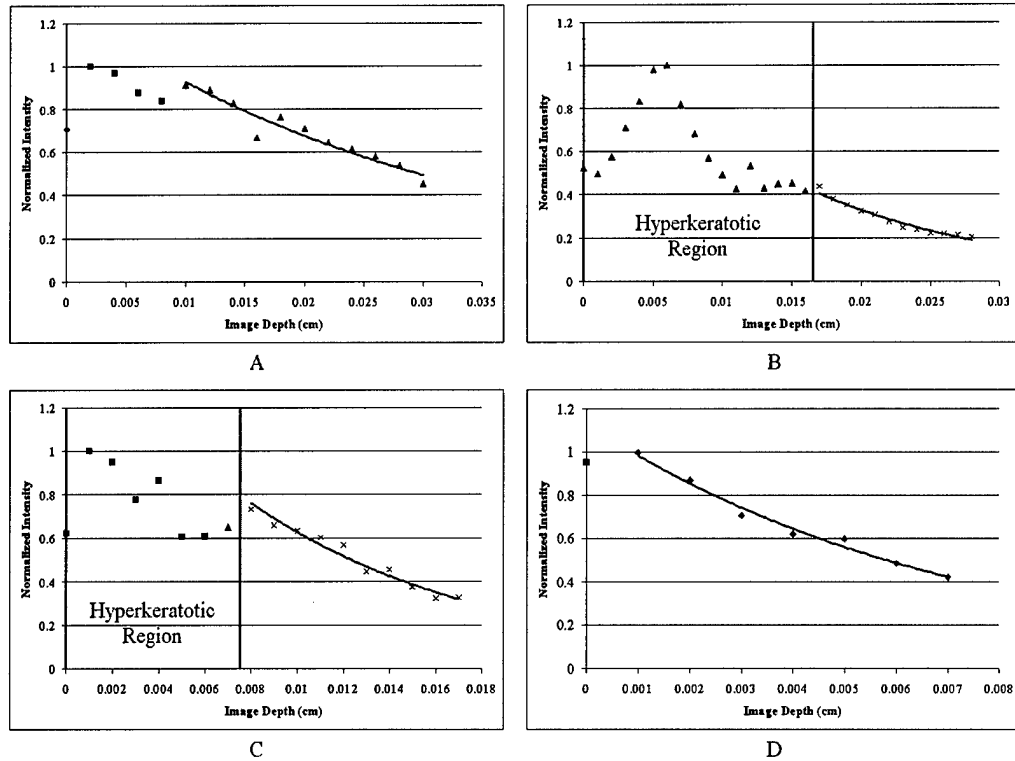 1.2
1
0.8
0.6
0.4
0.2
0
Normalized Intensity
0 0.005 0.01 0.015 0.02 0.025 0.03 0.035
Image Depth (cm)
A
1.2
1
0.8
0.6
0.4
0.2
0
Normalized Intensity
Hyperkeratotic
Region
0 0.005 0.01 0.015 0.02 0.025 0.03
Image Depth (cm)
B
1.2
1
0.8
0.6
0.4
0.2
0
Normalized Intensity
Hyperkeratotic
Region
0 0.002 0.004 0.006 0.008 0.01 0.012 0.014 0.016 0.018
Image Depth (cm)
C
1.2
1
0.8
0.6
0.4
0.2
0
Normalized Intensity
0 0.001 0.002 0.003 0.004 0.005 0.006 0.007 0.008
Image Depth (cm)
D